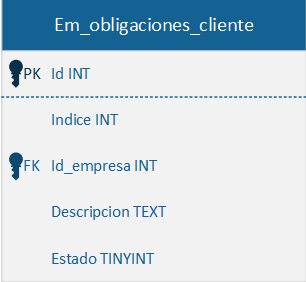 Em_obligaciones_cliente
PK Id INT
Indice INT
FK Id_empresa INT
Descripcion TEXT
Estado TINYINT